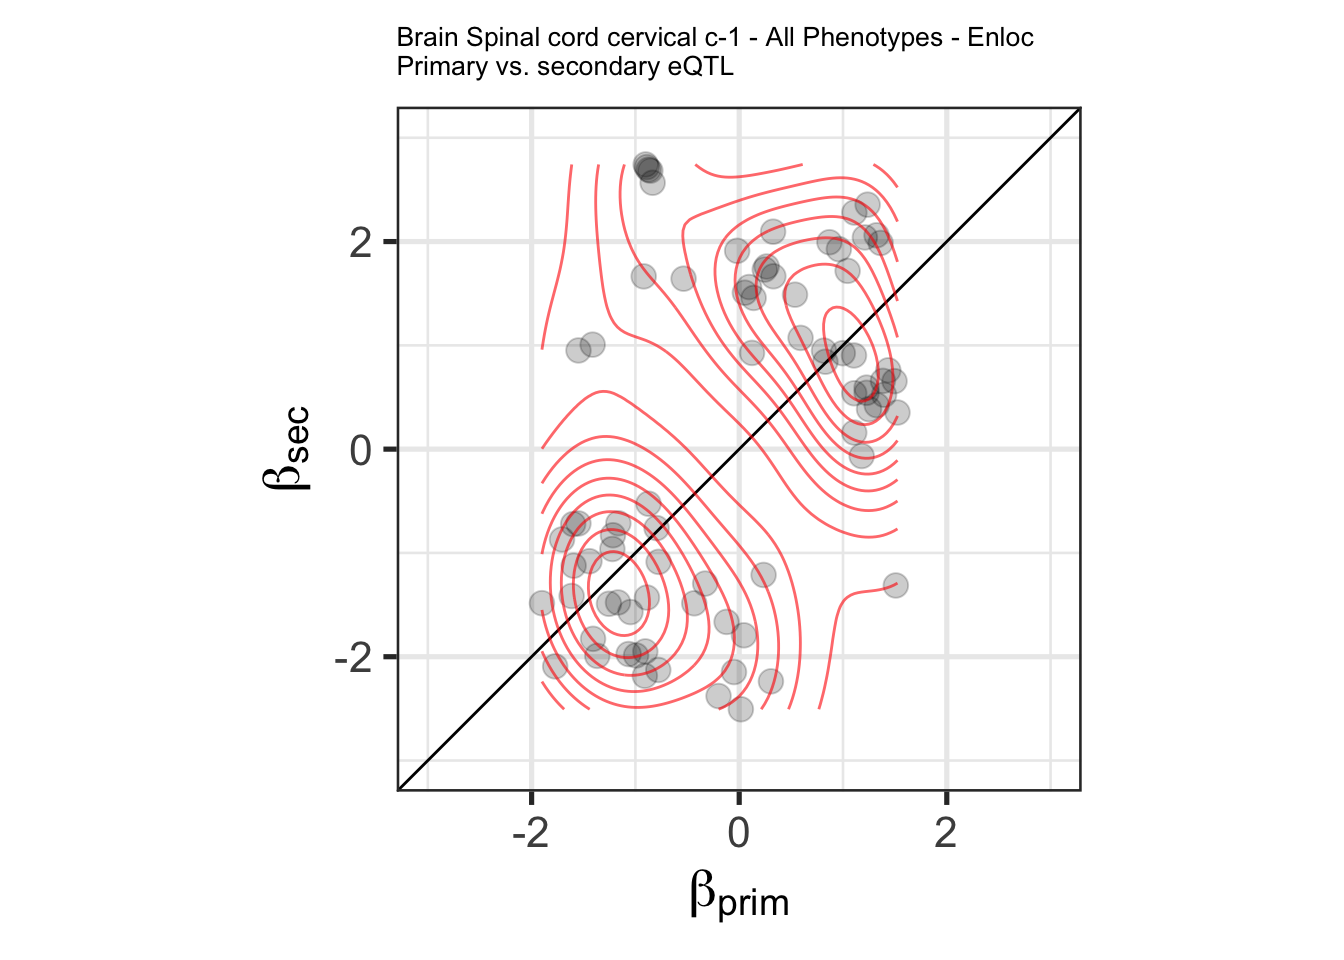 Brain Spinal cord cervical c-1 - All Phenotypes - Enloc
Primary vs. secondary eQTL
2
0
-2
βsec
-2 0 2
βprim